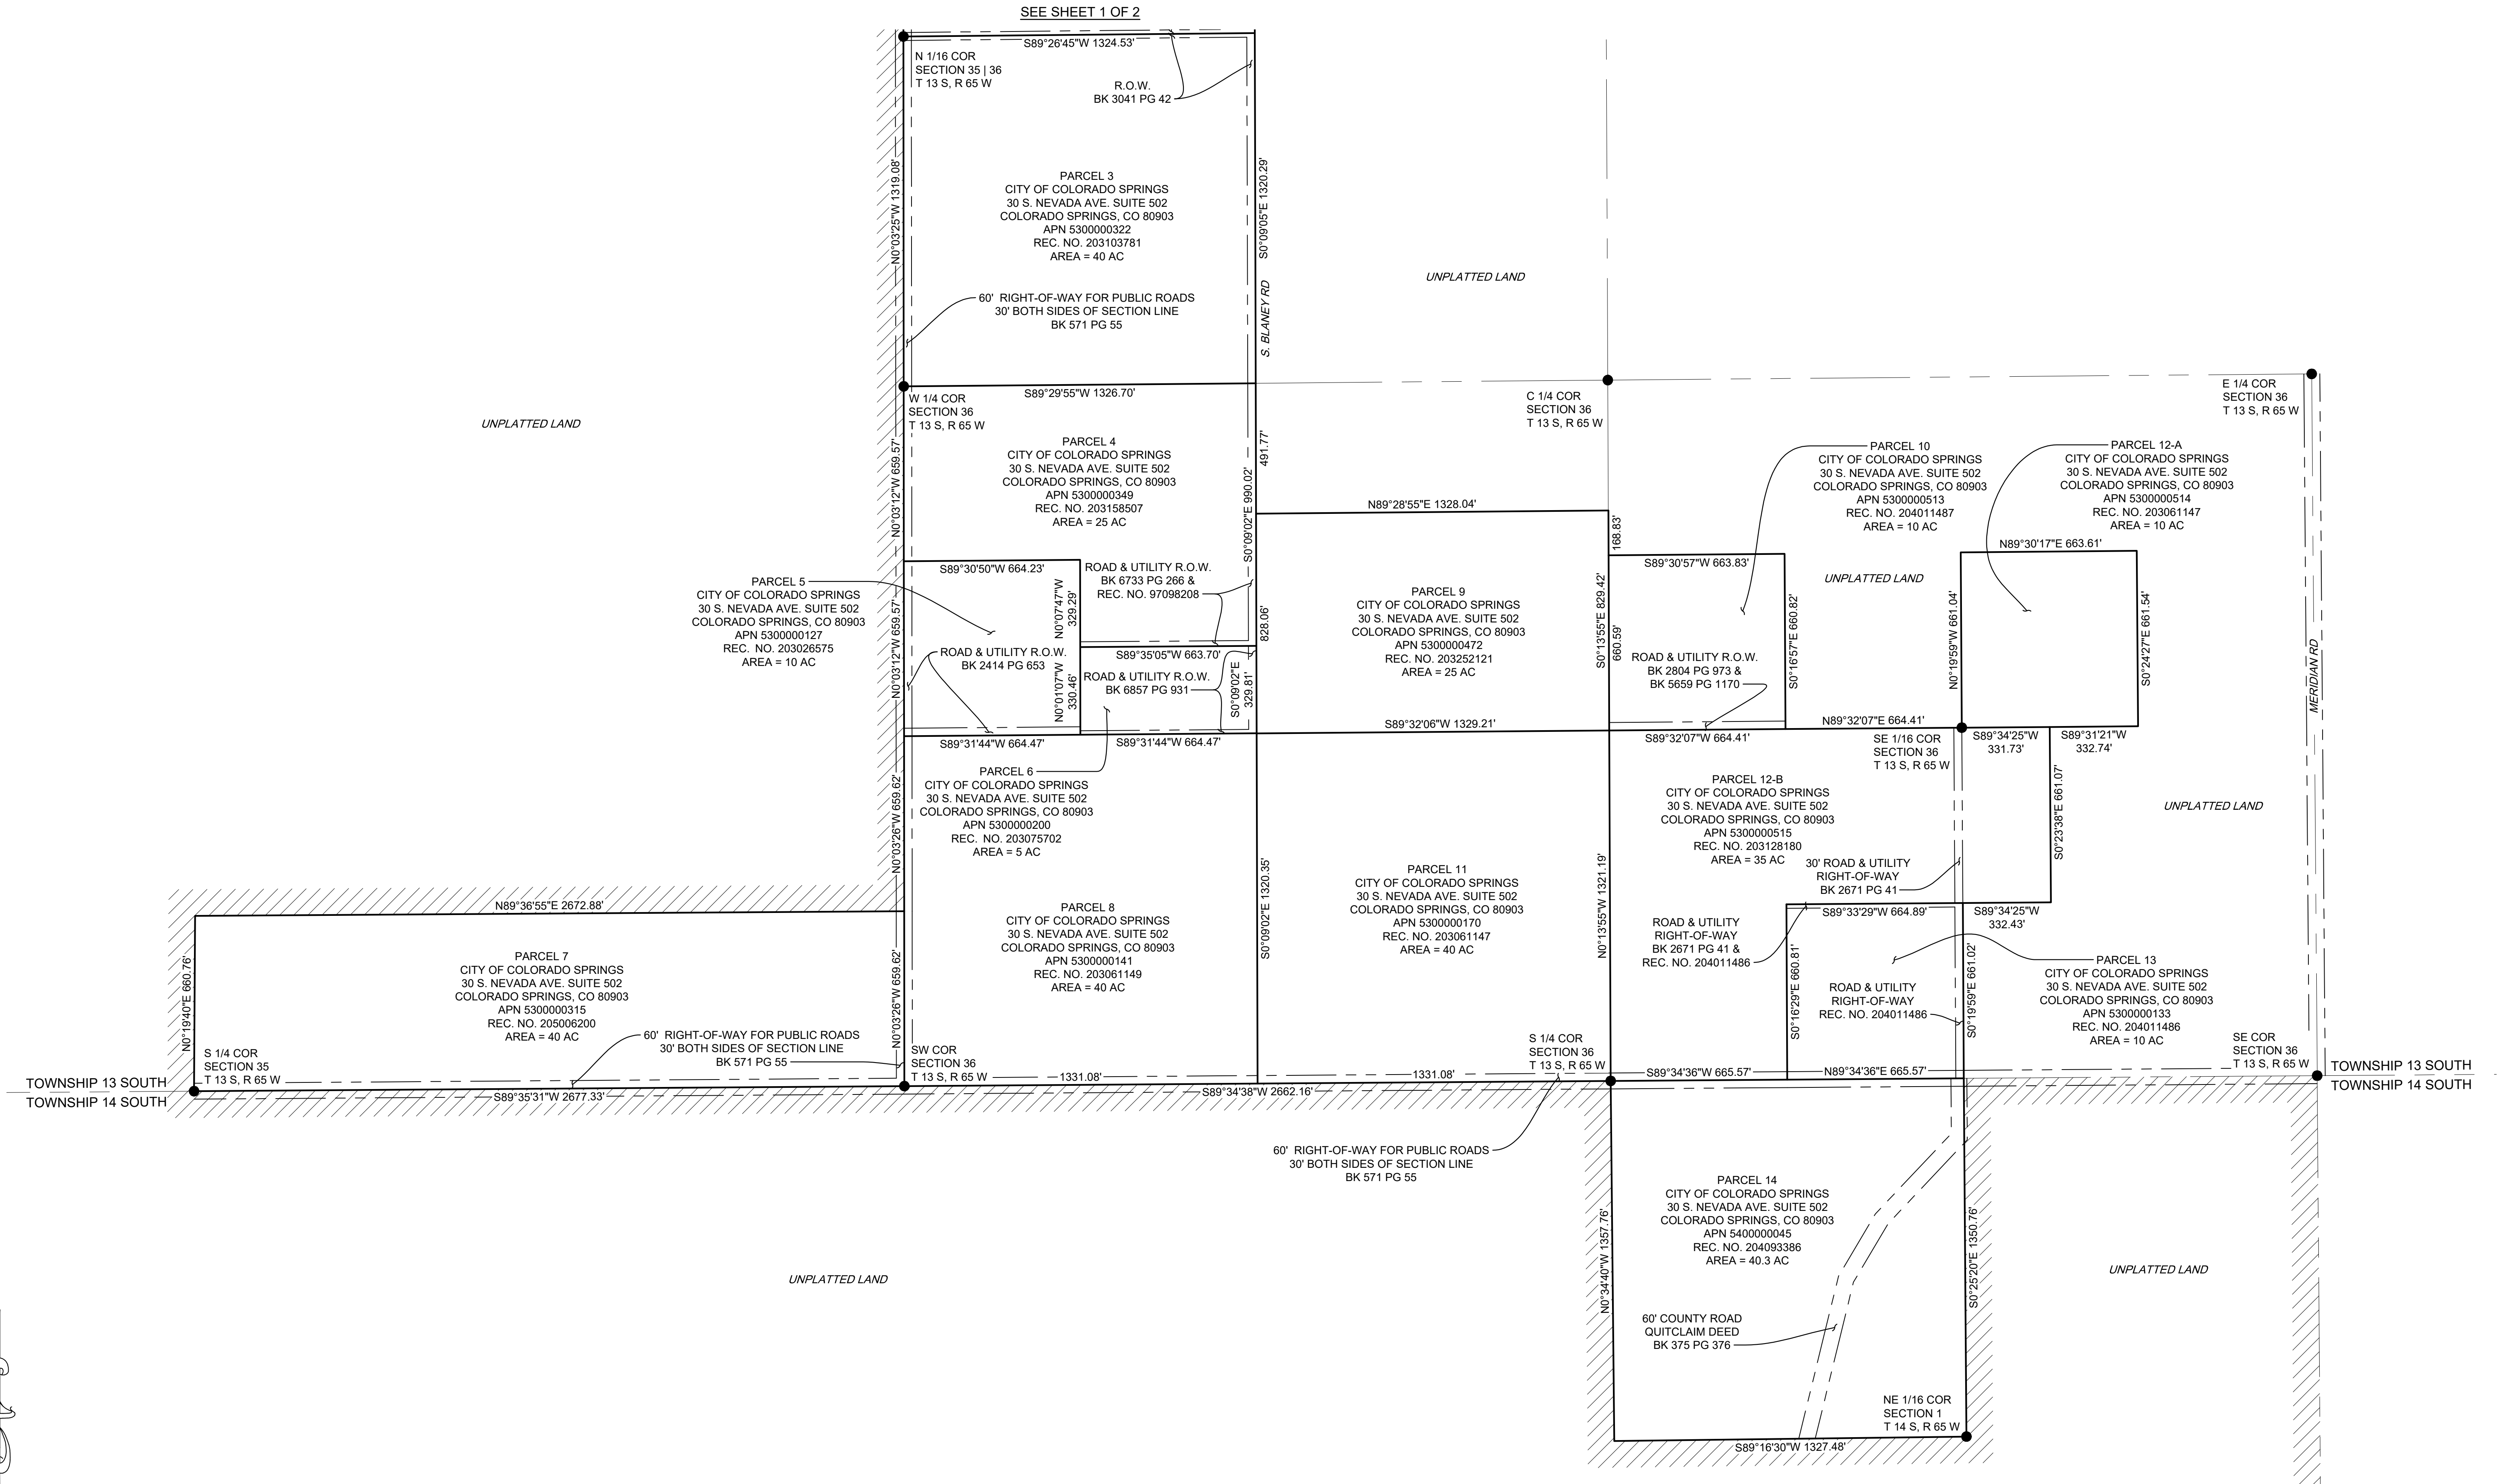 SEE SHEET 1 OF 2
S89°26'45"W 1324.53'
N 1/16 COR
SECTION 35 | 36
T 13 S, R 65 W
R.O.W.
BK 3041 PG 42
N0°03'25"W 1319.08'
PARCEL 3
CITY OF COLORADO SPRINGS
30 S. NEVADA AVE. SUITE 502
COLORADO SPRINGS, CO 80903
APN 5300000322
REC. NO. 203103781
AREA = 40 AC
S0°09'05"E 1320.29'
S. BLANEY RD
60' RIGHT-OF-WAY FOR PUBLIC ROADS
30' BOTH SIDES OF SECTION LINE
BK 571 PG 55
UNPLATTED LAND
S89°29'55"W 1326.70'
W 1/4 COR
SECTION 36
T 13 S, R 65 W
C 1/4 COR
SECTION 36
T 13 S, R 65 W
E 1/4 COR
SECTION 36
T 13 S, R 65 W
UNPLATTED LAND
N0°03'12"W 659.57'
PARCEL 4
CITY OF COLORADO SPRINGS
30 S. NEVADA AVE. SUITE 502
COLORADO SPRINGS, CO 80903
APN 5300000349
REC. NO. 203158507
AREA = 25 AC
S0°09'02"E 990.02'
491.77'
N89°28'55"E 1328.04'
168.83'
PARCEL 10
CITY OF COLORADO SPRINGS
30 S. NEVADA AVE. SUITE 502
COLORADO SPRINGS, CO 80903
APN 5300000513
REC. NO. 204011487
AREA = 10 AC
PARCEL 12-A
CITY OF COLORADO SPRINGS
30 S. NEVADA AVE. SUITE 502
COLORADO SPRINGS, CO 80903
APN 5300000514
REC. NO. 203061147
AREA = 10 AC
N89°30'17"E 663.61'
S89°30'50"W 664.23'
S89°30'57"W 663.83'
UNPLATTED LAND
PARCEL 5
CITY OF COLORADO SPRINGS
30 S. NEVADA AVE. SUITE 502
COLORADO SPRINGS, CO 80903
APN 5300000127
REC. NO. 203026575
AREA = 10 AC
N0°03'12"W 659.57'
N0°07'47"W
329.29'
ROAD & UTILITY R.O.W.
BK 6733 PG 266 &
REC. NO. 97098208
828.06'
PARCEL 9
CITY OF COLORADO SPRINGS
30 S. NEVADA AVE. SUITE 502
COLORADO SPRINGS, CO 80903
APN 5300000472
REC. NO. 203252121
AREA = 25 AC
S0°13'55"E 829.42'
660.59'
ROAD & UTILITY R.O.W.
BK 2804 PG 973 &
BK 5659 PG 1170
S0°16'57"E 660.82'
N0°19'59"W 661.04'
S0°24'27"E 661.54'
MERIDIAN RD
ROAD & UTILITY R.O.W.
BK 2414 PG 653
S89°35'05"W 663.70'
N0°01'07"W
330.46'
ROAD & UTILITY R.O.W.
BK 6857 PG 931
S0°09'02"E
329.81'
S89°31'44"W 664.47'
S89°31'44"W 664.47'
S89°32'06"W 1329.21'
S89°32'07"W 664.41'
N89°32'07"E 664.41'
SE 1/16 COR
SECTION 36
T 13 S, R 65 W
S89°34'25"W
331.73'
S89°31'21"W
332.74'
N0°03'26"W 659.62'
PARCEL 6
CITY OF COLORADO SPRINGS
30 S. NEVADA AVE. SUITE 502
COLORADO SPRINGS, CO 80903
APN 5300000200
REC. NO. 203075702
AREA = 5 AC
PARCEL 12-B
CITY OF COLORADO SPRINGS
30 S. NEVADA AVE. SUITE 502
COLORADO SPRINGS, CO 80903
APN 5300000515
REC. NO. 203128180
AREA = 35 AC
S0°23'38"E 661.07'
UNPLATTED LAND
30' ROAD & UTILITY
RIGHT-OF-WAY
BK 2671 PG 41
N89°36'55"E 2672.88'
PARCEL 8
CITY OF COLORADO SPRINGS
30 S. NEVADA AVE. SUITE 502
COLORADO SPRINGS, CO 80903
APN 5300000141
REC. NO. 203061149
AREA = 40 AC
S0°09'02"E 1320.35'
PARCEL 11
CITY OF COLORADO SPRINGS
30 S. NEVADA AVE. SUITE 502
COLORADO SPRINGS, CO 80903
APN 5300000170
REC. NO. 203061147
AREA = 40 AC
N0°13'55"W 1321.19'
ROAD & UTILITY
RIGHT-OF-WAY
BK 2671 PG 41 &
REC. NO. 204011486
S89°33'29"W 664.89'
S89°34'25"W
332.43'
S0°16'29"E 660.81'
ROAD & UTILITY
RIGHT-OF-WAY
REC. NO. 204011486
S0°19'59"E 661.02'
PARCEL 13
CITY OF COLORADO SPRINGS
30 S. NEVADA AVE. SUITE 502
COLORADO SPRINGS, CO 80903
APN 5300000133
REC. NO. 204011486
AREA = 10 AC
N0°19'40"E 660.76'
PARCEL 7
CITY OF COLORADO SPRINGS
30 S. NEVADA AVE. SUITE 502
COLORADO SPRINGS, CO 80903
APN 5300000315
REC. NO. 205006200
AREA = 40 AC
60' RIGHT-OF-WAY FOR PUBLIC ROADS
30' BOTH SIDES OF SECTION LINE
BK 571 PG 55
N0°03'26"W 659.62'
S 1/4 COR
SECTION 35
T 13 S, R 65 W
SW COR
SECTION 36
T 13 S, R 65 W
1331.08'
1331.08'
S 1/4 COR
SECTION 36
T 13 S, R 65 W
S89°34'36"W 665.57'
N89°34'36"E 665.57'
SE COR
SECTION 36
T 13 S, R 65 W
TOWNSHIP 13 SOUTH
TOWNSHIP 14 SOUTH
TOWNSHIP 13 SOUTH
TOWNSHIP 14 SOUTH
S89°35'31"W 2677.33'
S89°34'38"W 2662.16'
60' RIGHT-OF-WAY FOR PUBLIC ROADS
30' BOTH SIDES OF SECTION LINE
BK 571 PG 55
N0°34'40"W 1357.76'
PARCEL 14
CITY OF COLORADO SPRINGS
30 S. NEVADA AVE. SUITE 502
COLORADO SPRINGS, CO 80903
APN 5400000045
REC. NO. 204093386
AREA = 40.3 AC
S0°25'20"E 1350.76'
UNPLATTED LAND
UNPLATTED LAND
60' COUNTY ROAD
QUITCLAIM DEED
BK 375 PG 376
NE 1/16 COR
SECTION 1
T 14 S, R 65 W
S89°16'30"W 1327.48'